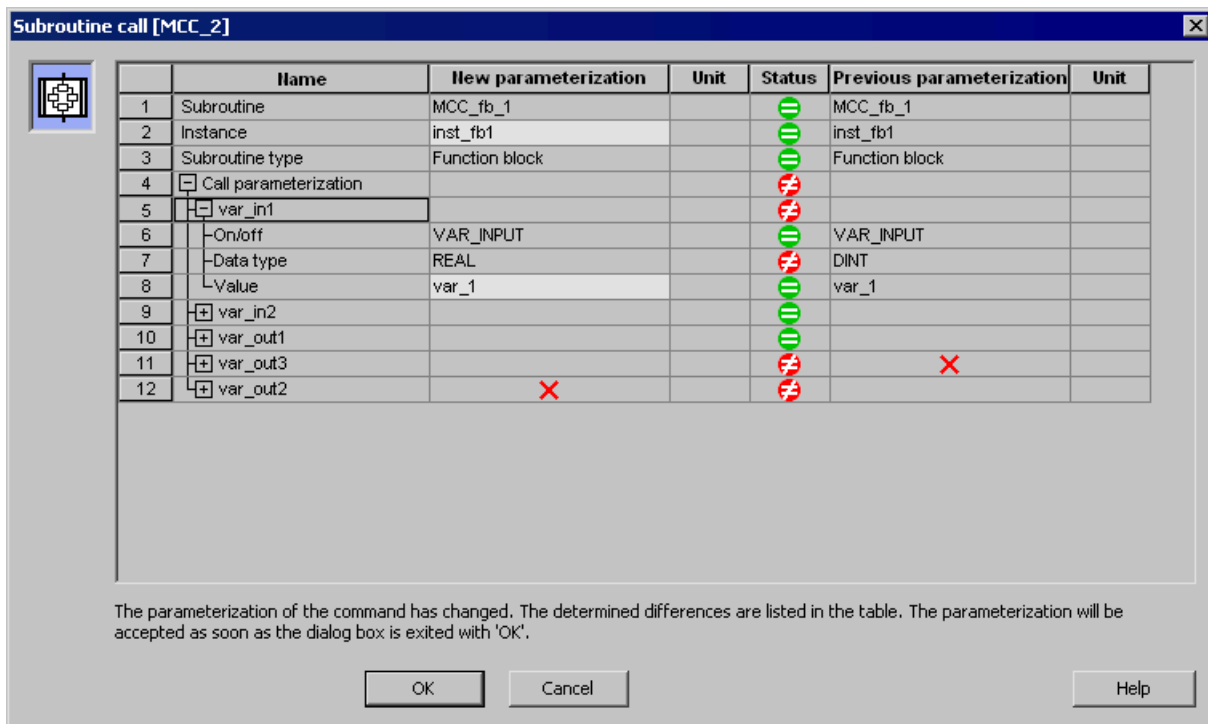 Subroutine call [MCC_2]
Name New parameterization Unit Status Previous parameterization Unit
1 Subroutine MCC_fb_1 MCC_fb_1
2 Instance inst_fb1 inst_fb1
3 Subroutine type Function block Function block
4 Call parameterization
5 var_in1
6 On/off VAR_INPUT VAR_INPUT
7 Data type REAL DINT
8 Value var_1 var_1
9 var_in2
10 var_out1
11 var_out3
12 var_out2
The parameterization of the command has changed. The determined differences are listed in the table. The parameterization will be
accepted as soon as the dialog box is exited with 'OK'.
OK Cancel Help